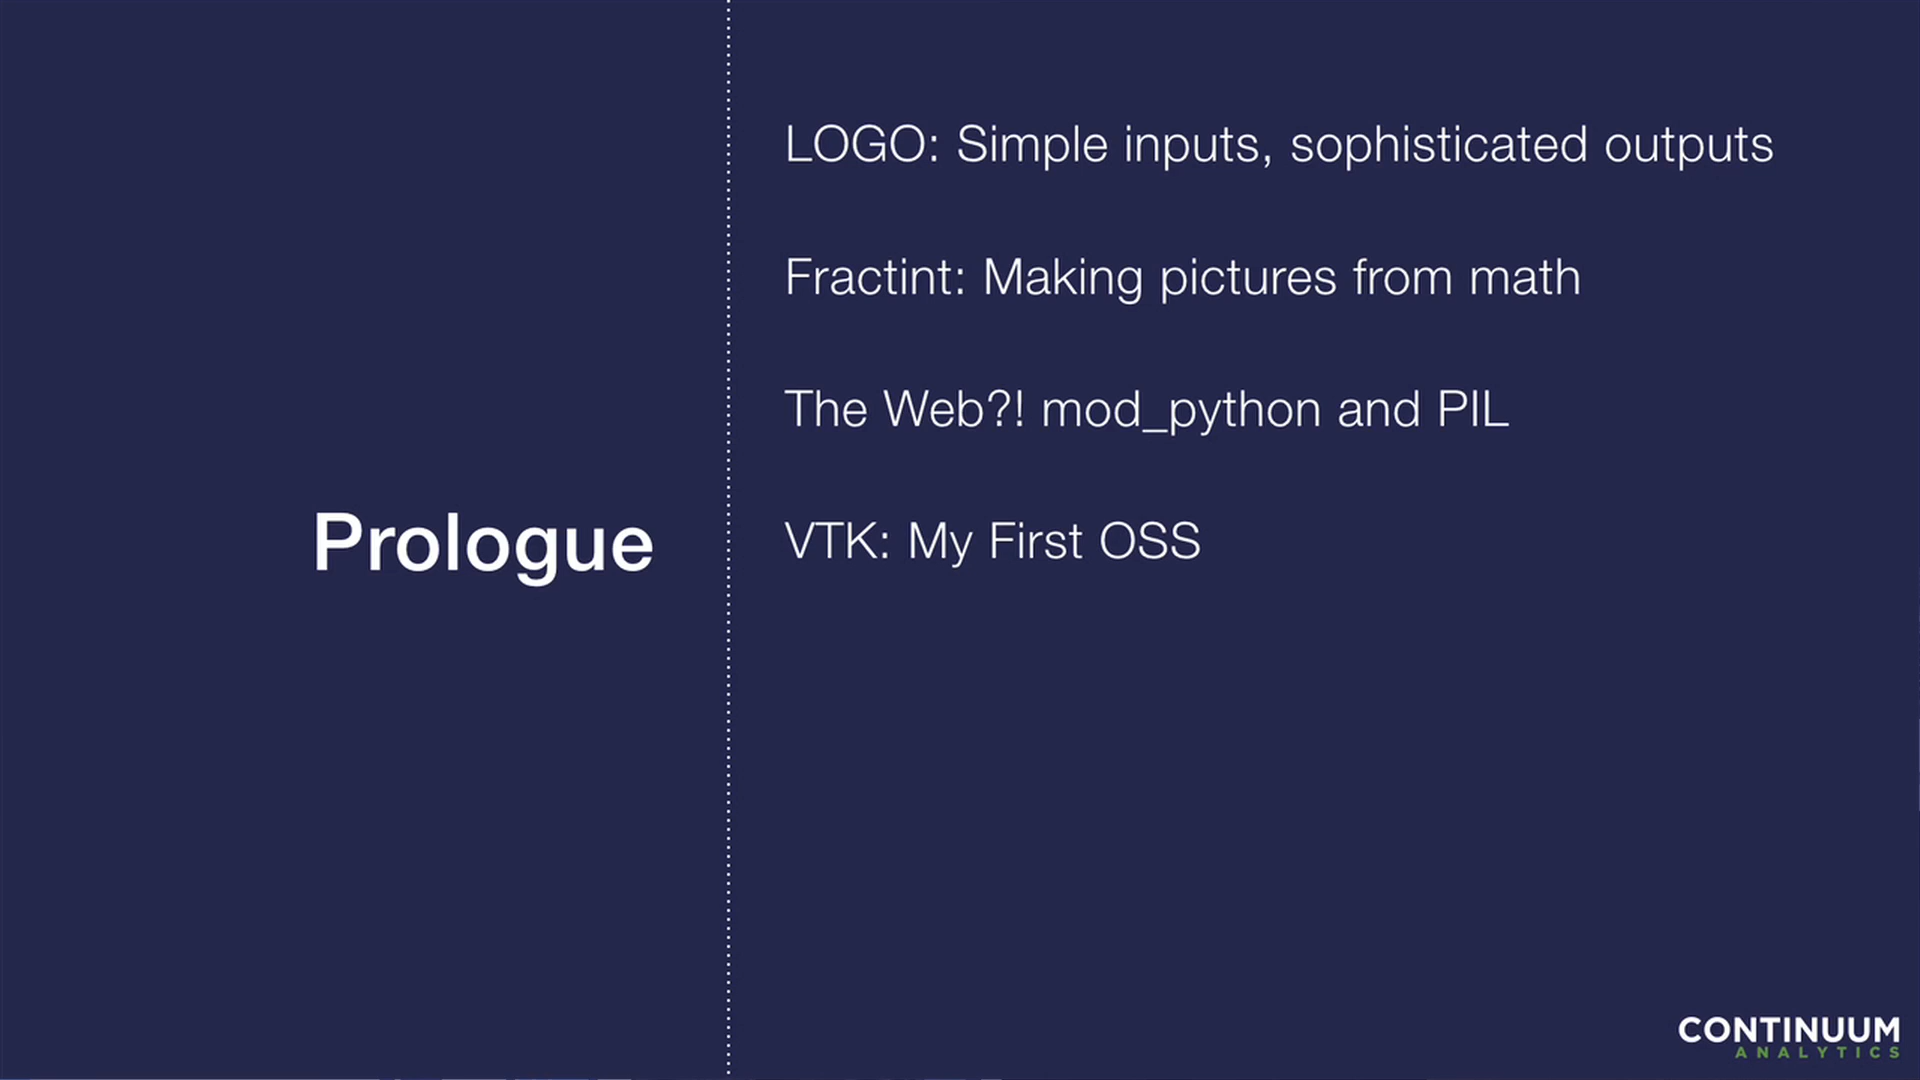 Prologue
LOGO: Simple inputs, sophisticated outputs
Fractint: Making pictures from math
The Web?! mod_python and PIL
VTK: My First OSS
CONTINUUM
ANALYTICS